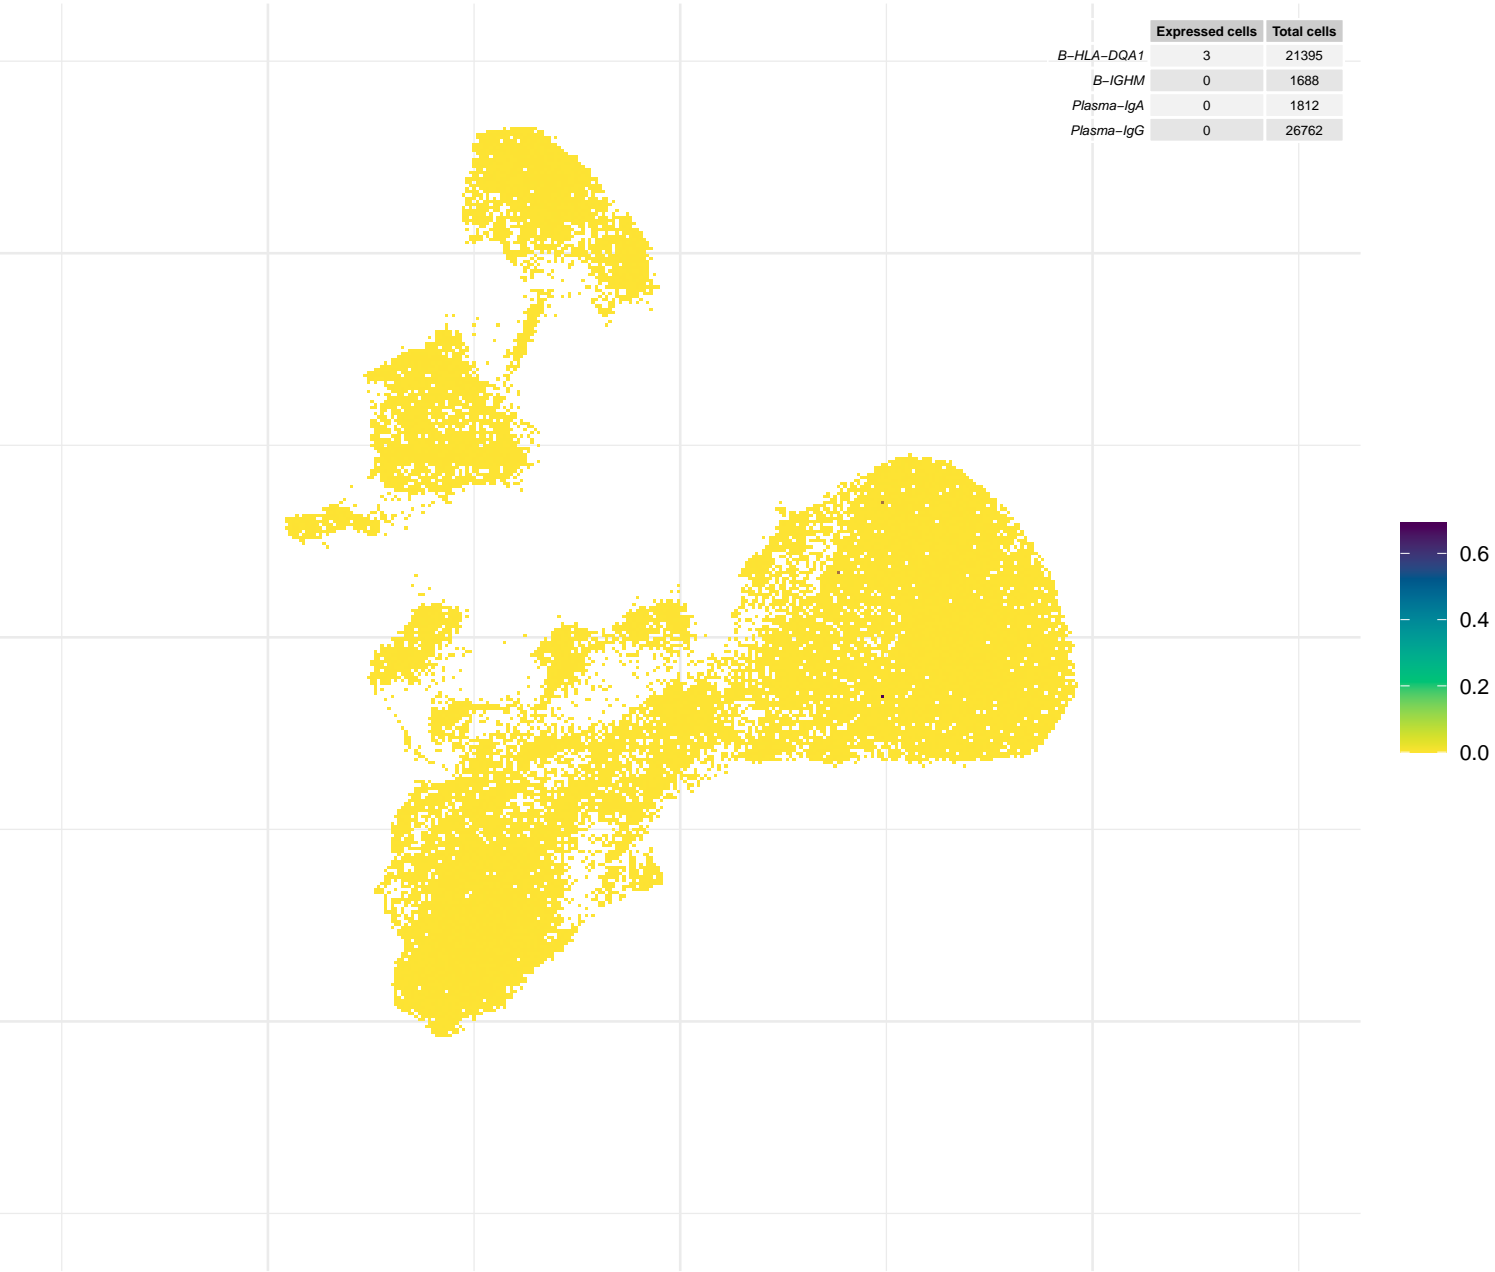 Expressed cells Total cells
B−HLA−DQA1 3 21395
B−IGHM 0 1688
Plasma−IgA 0 1812
Plasma−IgG 0 26762
0.6
0.4
0.2
0.0